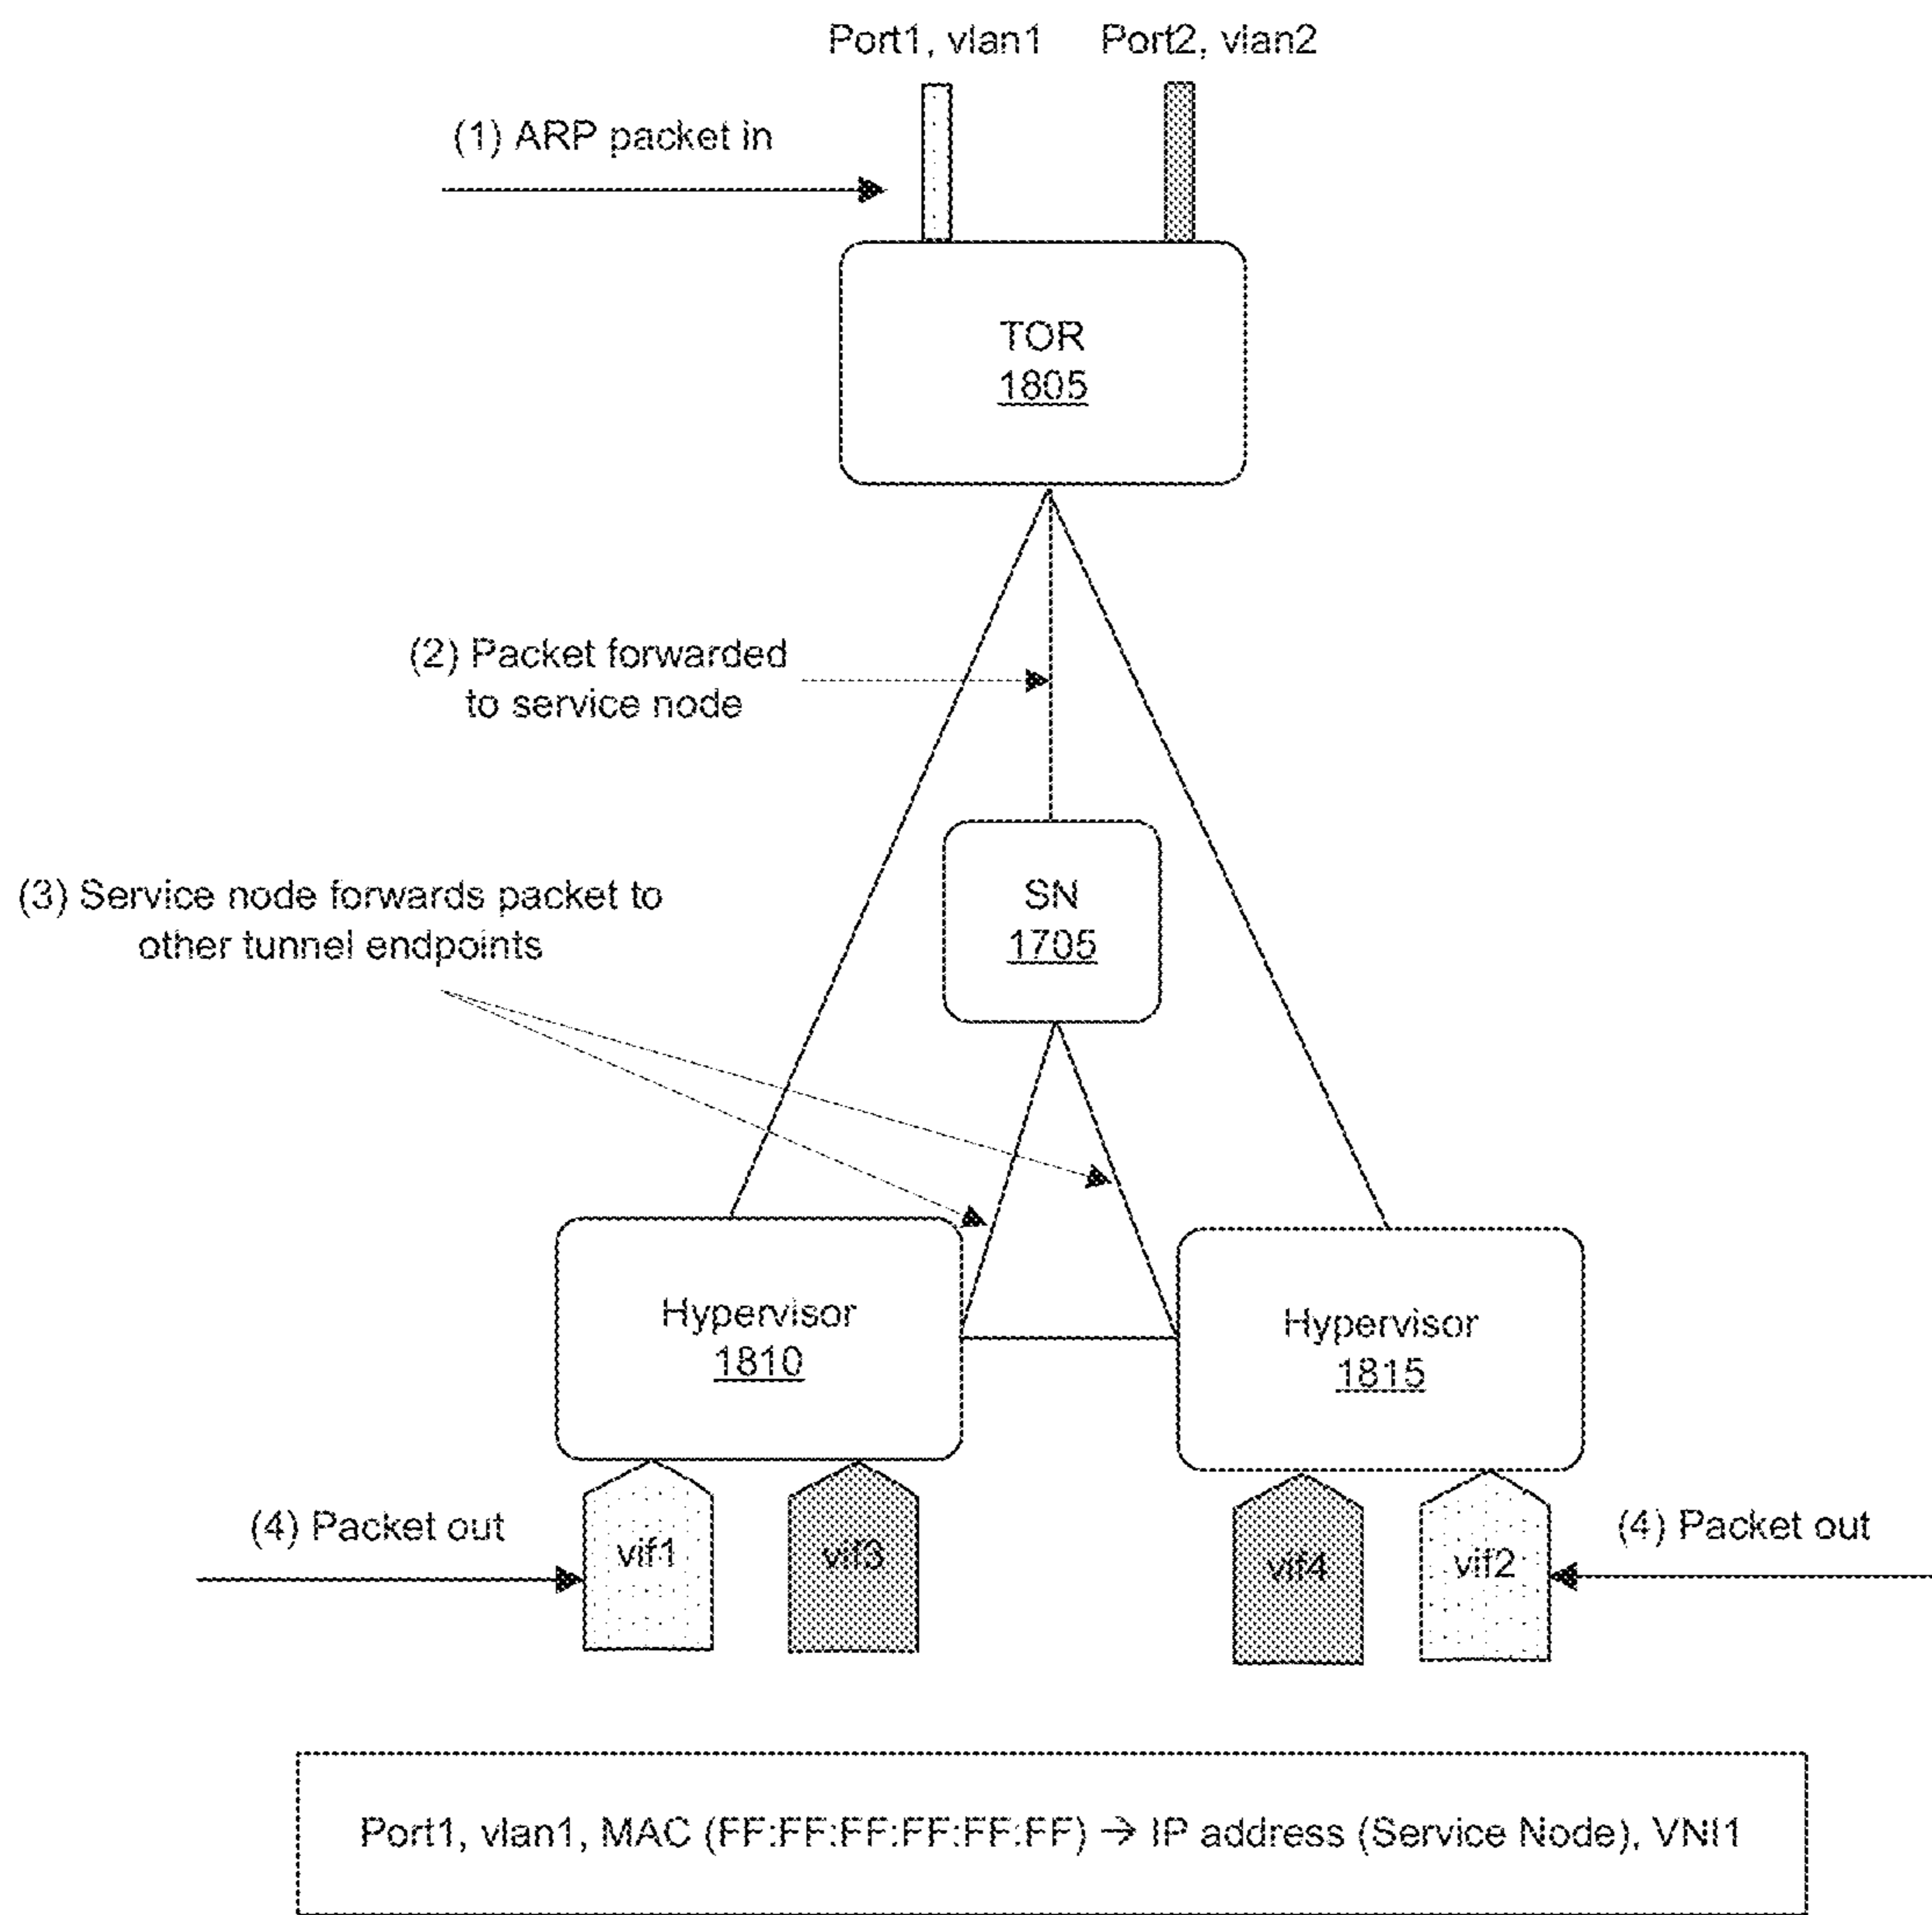 Port1, vlan1 Port2, vlan2
(1) ARP packet in
TOR
1805
(2) Packet forwarded
to service node
(3) Service node forwards packet to
other tunnel endpoints
SN
1705
Hypervisor
1810
Hypervisor
1815
(4) Packet out
vif1
vif3
vif4
vif2
(4) Packet out
Port1, vlan1, MAC (FF:FF:FF:FF:FF:FF) → IP address (Service Node), VNI1